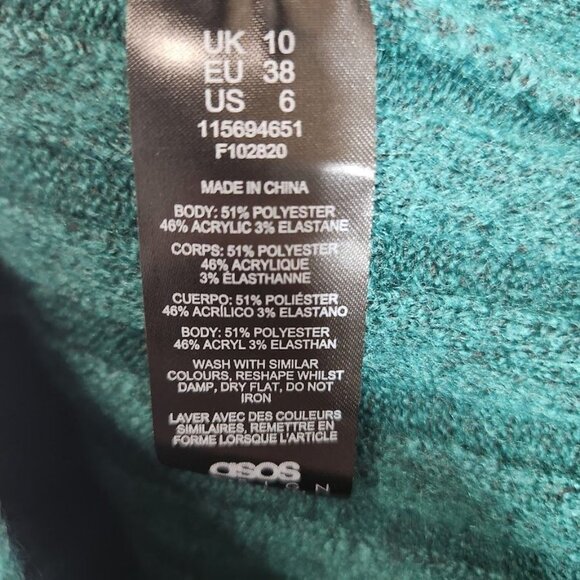 UK 10
EU 38
US 6
115694651
F102820
MADE IN CHINA
BODY: 51% POLYESTER
46% ACRYLIC 3% ELASTANE
CORPS: 51% POLYESTER
46% ACRYLIQUE
3% ÉLASTHANNE
CUERPO: 51% POLIÉSTER
46% ACRÍLICO 3% ELASTANO
BODY: 51% POLYESTER
46% ACRYL 3% ELASTHAN
WASH WITH SIMILAR
COLOURS, RESHAPE WHILST
DAMP, DRY FLAT, DO NOT
IRON
LAVER AVEC DES COULEURS
SIMILAIRES, REMETTRE EN
FORME LORSQUE L'ARTICLE
asos